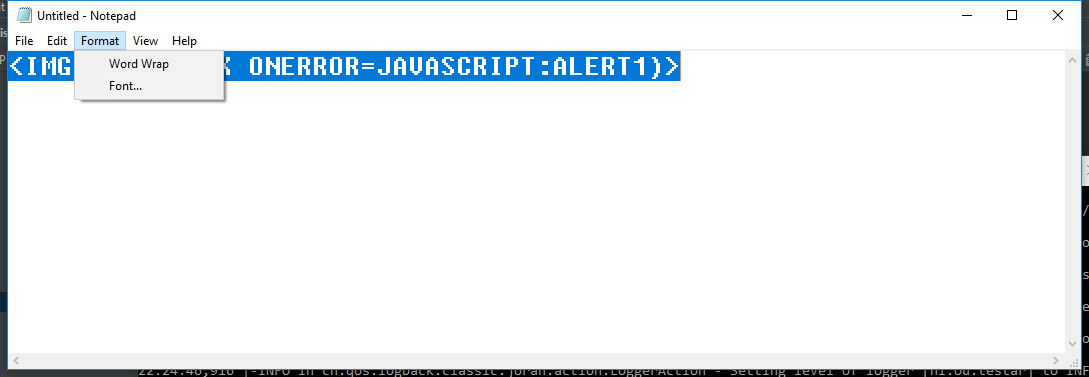 Untitled - Notepad
File Edit Format View Help
Word Wrap
Font...
<IMG ONERROR=JAVASCRIPT:ALERT1)>
22:24:46,916 |-INFO in ch.qos.logback.classic.joran.action.LoggerAction - Setting level of logger [nl.ou.testar] to INF